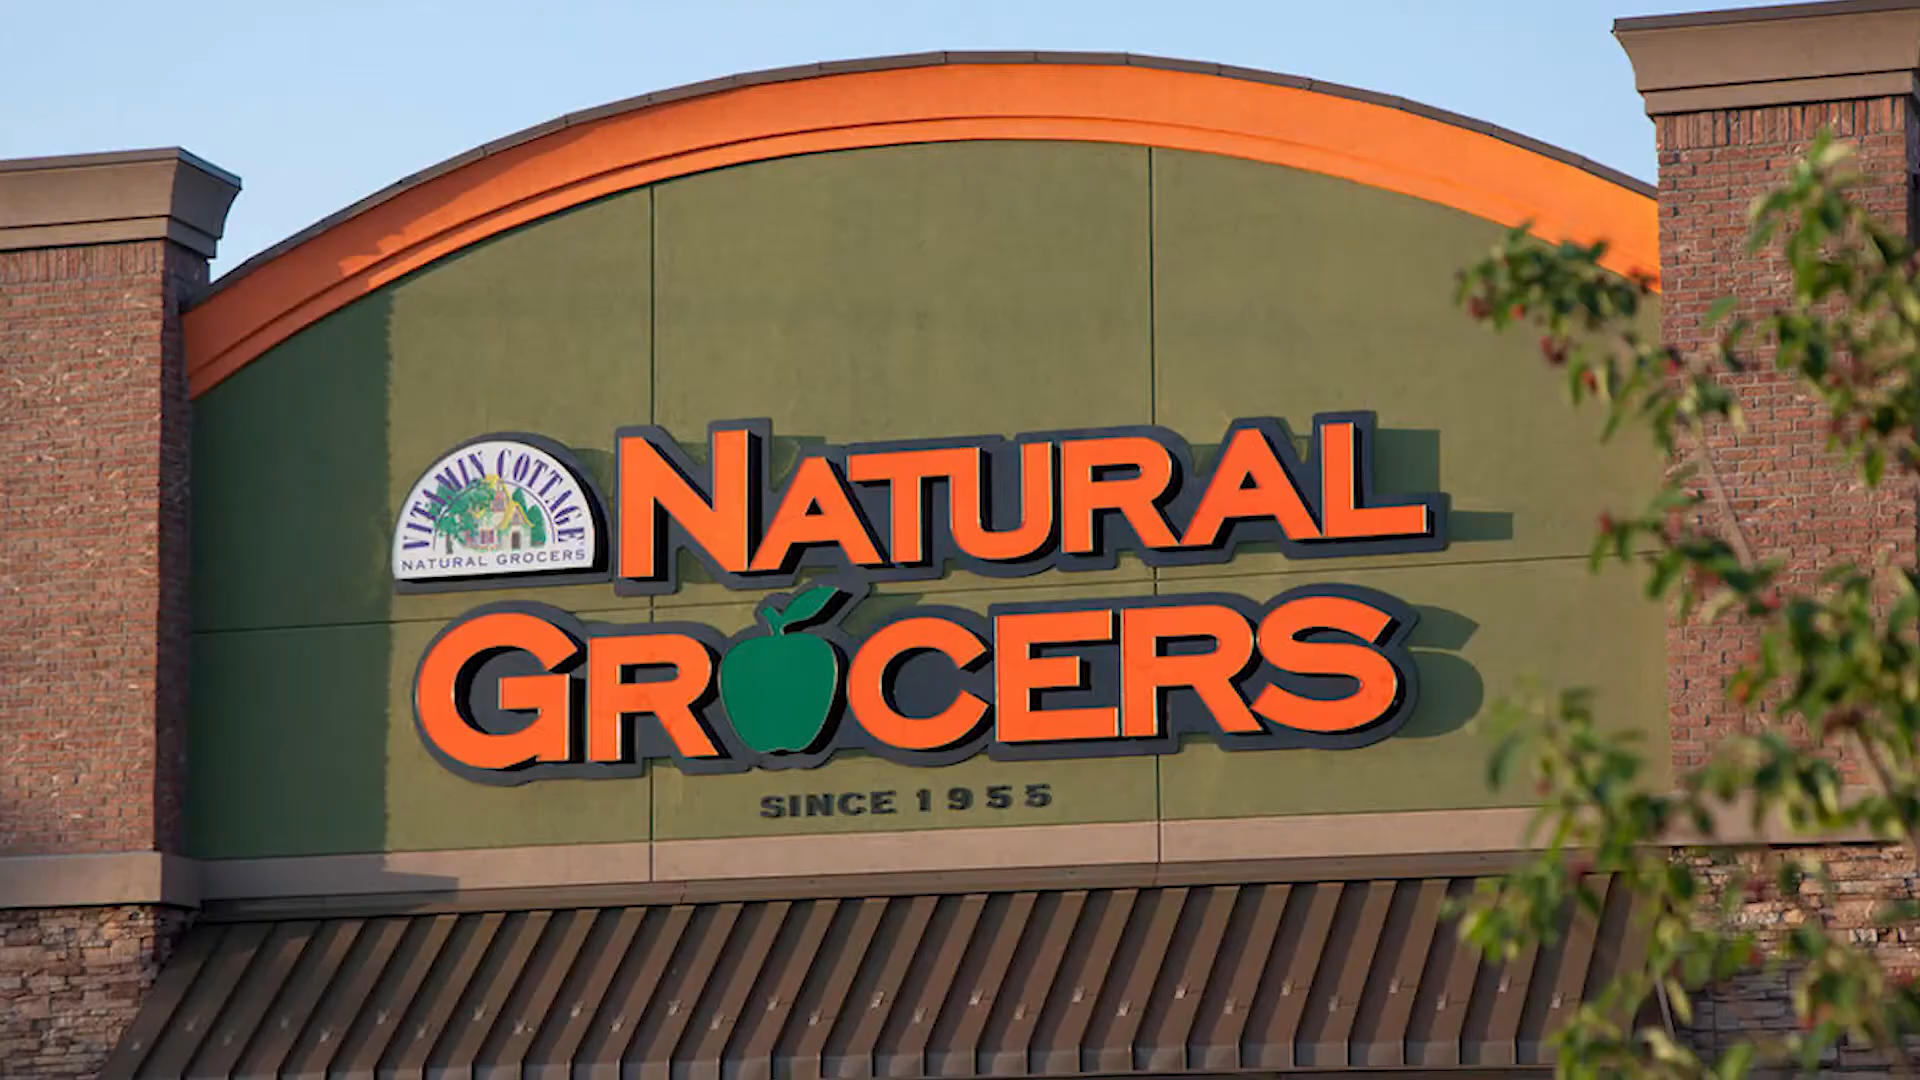 VITAMIN COTTAGE
NATURAL GROCERS
NATURAL
GROCERS
SINCE 1955